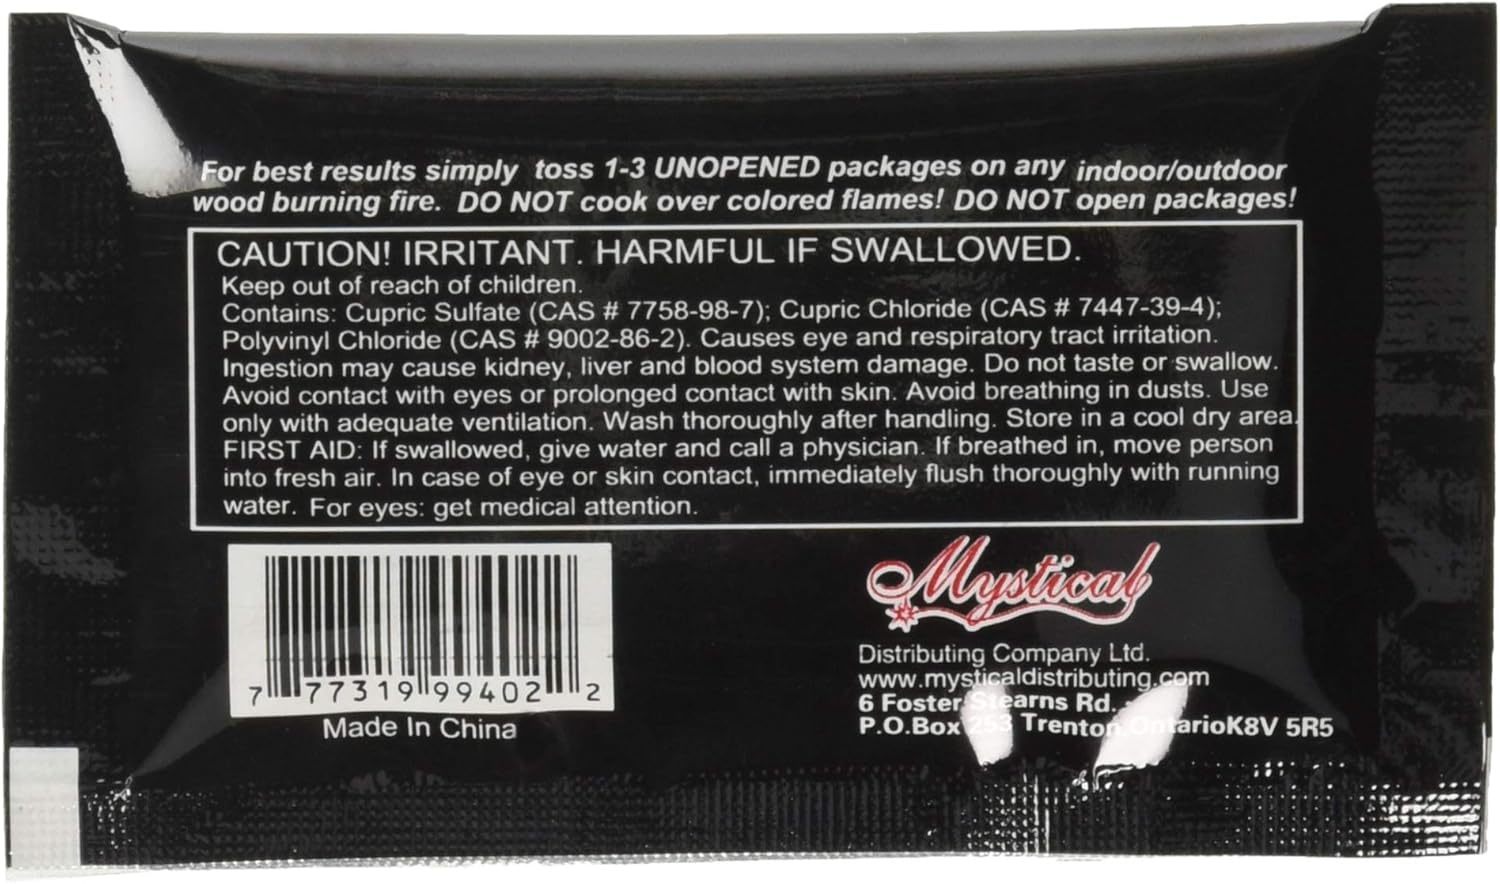 For best results simply toss 1-3 UNOPENED packages on any indoor/outdoor
wood burning fire. DO NOT cook over colored flames! DO NOT open packages!
CAUTION! IRRITANT. HARMFUL IF SWALLOWED.
Keep out of reach of children.
Contains: Cupric Sulfate (CAS # 7758-98-7); Cupric Chloride (CAS # 7447-39-4);
Polyvinyl Chloride (CAS # 9002-86-2). Causes eye and respiratory tract irritation.
Ingestion may cause kidney, liver and blood system damage. Do not taste or swallow.
Avoid contact with eyes or prolonged contact with skin. Avoid breathing in dusts. Use
only with adequate ventilation. Wash thoroughly after handling. Store in a cool dry area.
FIRST AID: If swallowed, give water and call a physician. If breathed in, move person
into fresh air. In case of eye or skin contact, immediately flush thoroughly with running
water. For eyes: get medical attention.
7 77319 99402 2
Made In China
Mystical
Distributing Company Ltd.
www.mysticaldistributing.com
6 Foster Stearns Rd.
P.O.Box 253 Trenton, OntarioK8V 5R5